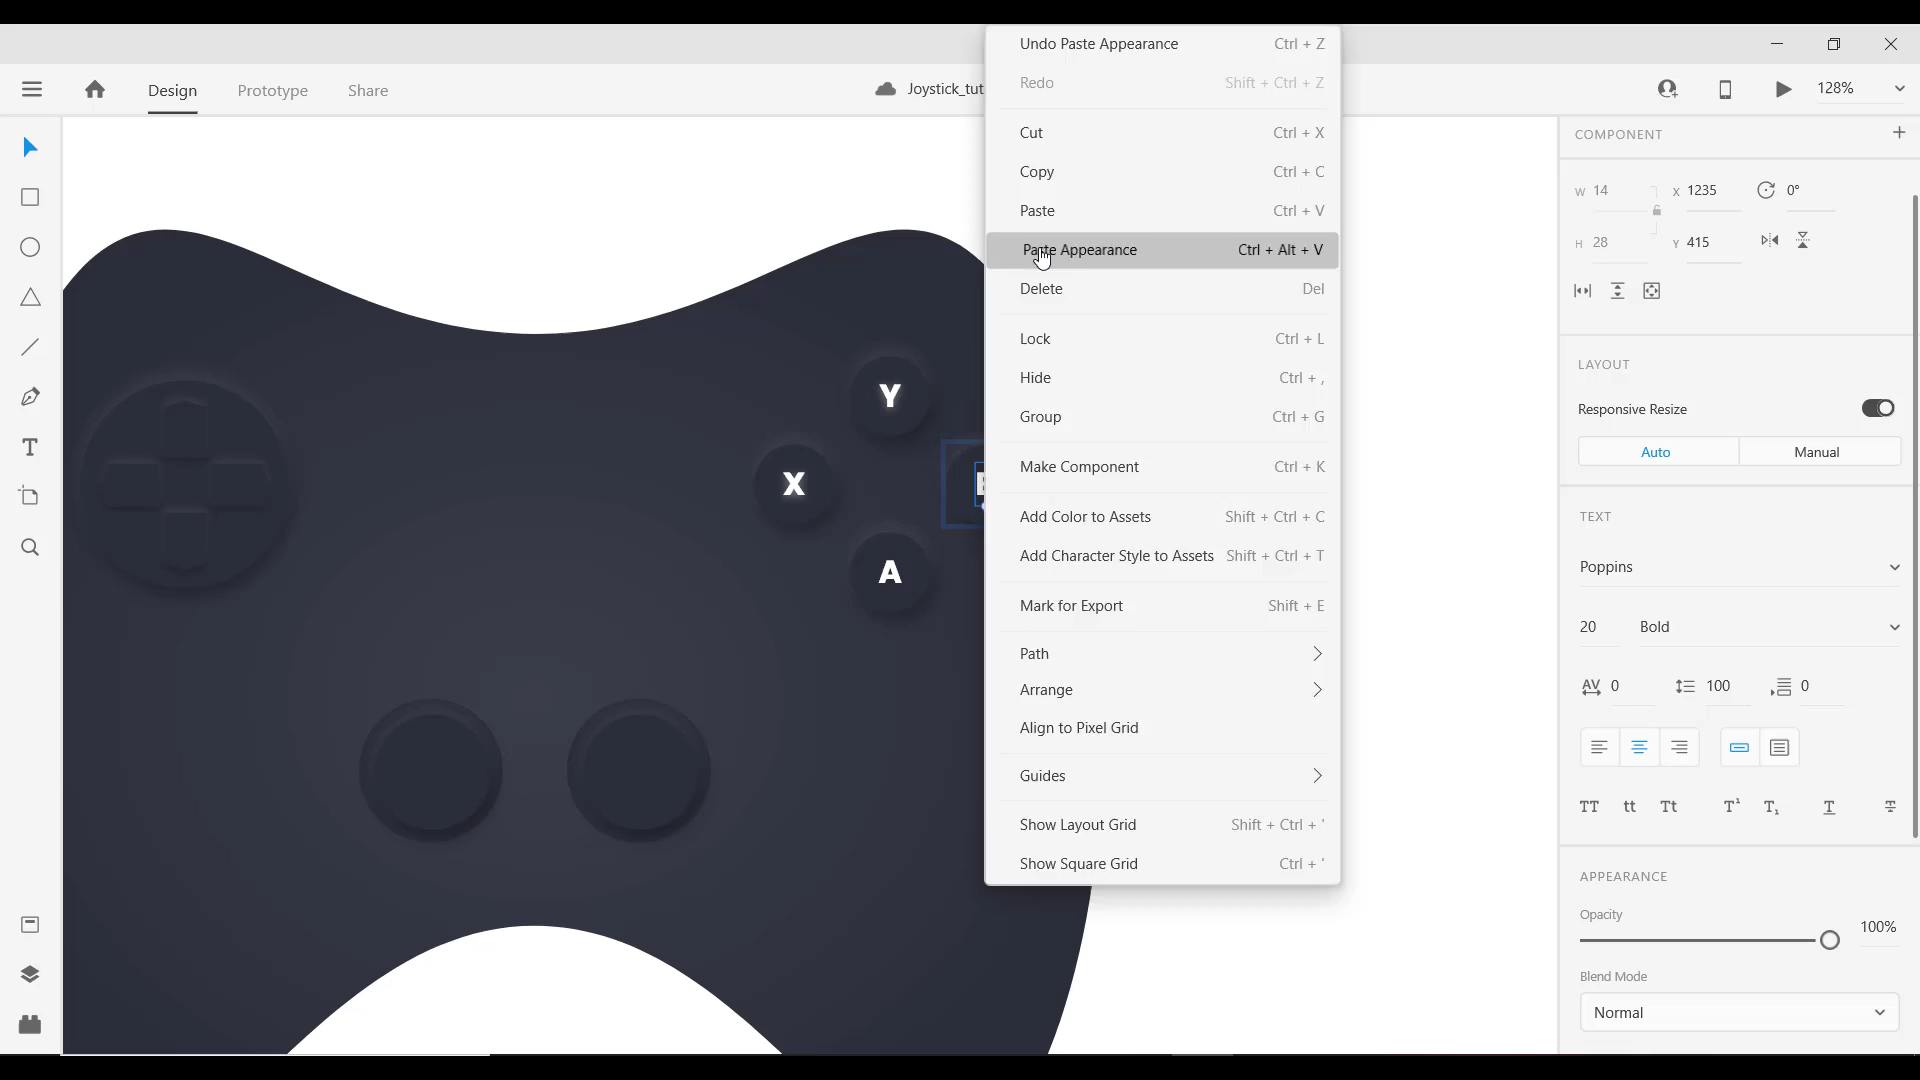 Design
Prototype
Share
Joystick_tut
128%
Undo Paste Appearance Ctrl + Z
Redo Shift + Ctrl + Z
Cut Ctrl + X
Copy Ctrl + C
Paste Ctrl + V
Paste Appearance Ctrl + Alt + V
Delete Del
Lock Ctrl + L
Hide Ctrl + ,
Group Ctrl + G
Make Component Ctrl + K
Add Color to Assets Shift + Ctrl + C
Add Character Style to Assets Shift + Ctrl + T
Mark for Export Shift + E
Path
Arrange
Align to Pixel Grid
Guides
Show Layout Grid Shift + Ctrl + '
Show Square Grid Ctrl + '
Y
X
A
COMPONENT
W 14 X 1235 0°
H 28 Y 415
LAYOUT
Responsive Resize
Auto Manual
TEXT
Poppins
20 Bold
AV 0 100 0
TT tt Tt T¹ T₁ T T
APPEARANCE
Opacity
100%
Blend Mode
Normal